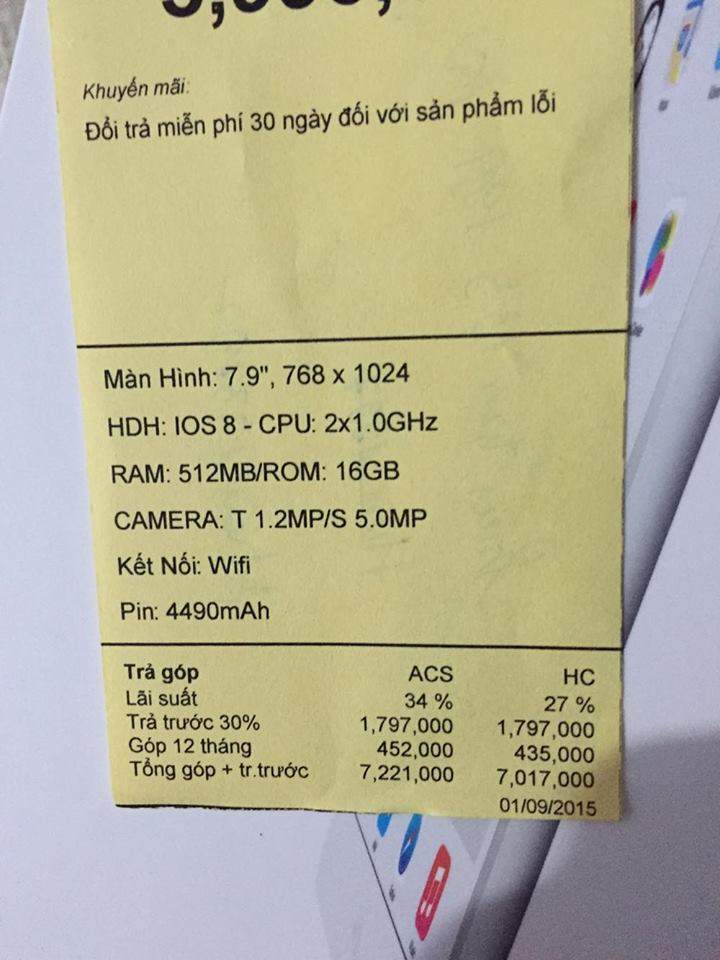 Khuyến mãi:
Đổi trả miễn phí 30 ngày đối với sản phẩm lỗi
Màn Hình: 7.9", 768 x 1024
HDH: IOS 8 - CPU: 2x1.0GHz
RAM: 512MB/ROM: 16GB
CAMERA: T 1.2MP/S 5.0MP
Kết Nối: Wifi
Pin: 4490mAh
Trả góp ACS HC
Lãi suất 34 % 27 %
Trả trước 30% 1,797,000 1,797,000
Góp 12 tháng 452,000 435,000
Tổng góp + tr.trước 7,221,000 7,017,000
01/09/2015